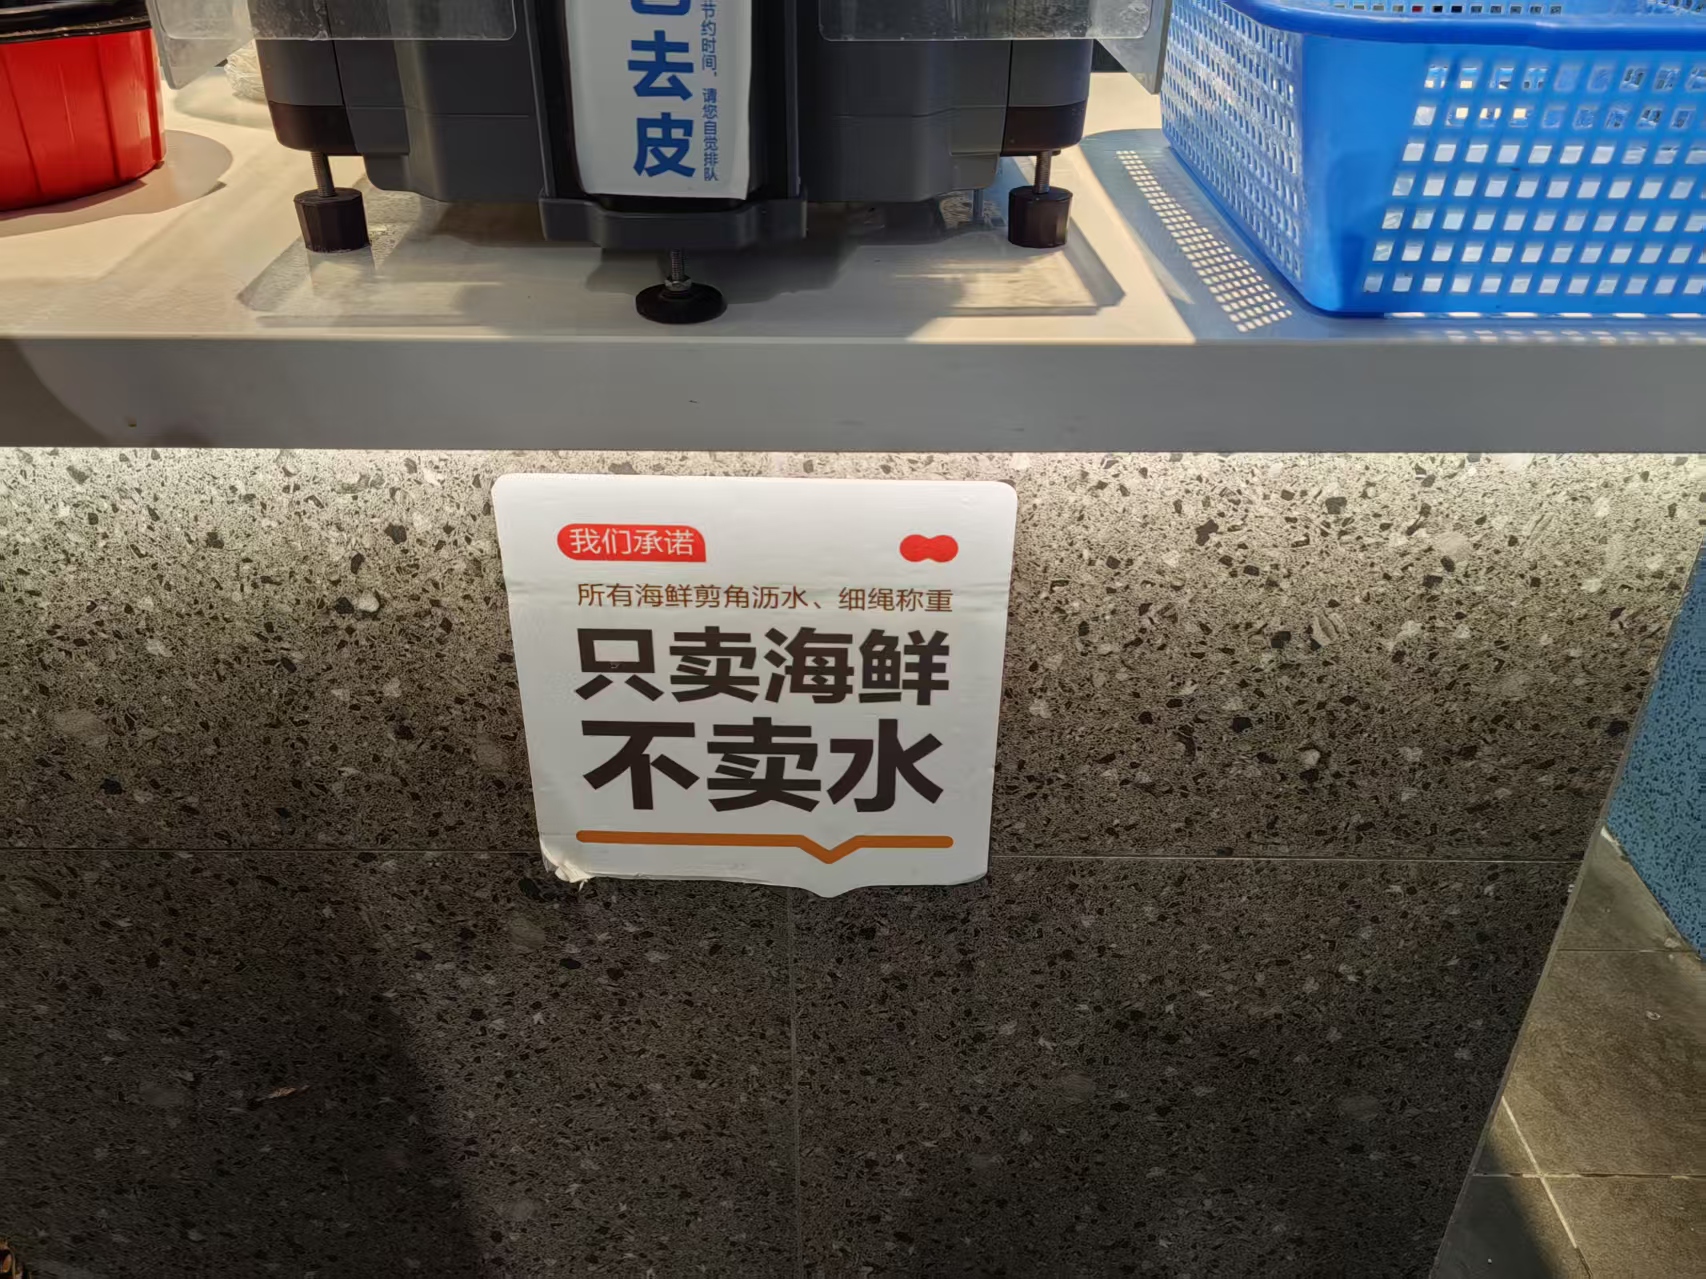 去皮
节约时间，请您自觉排队
我们承诺
所有海鲜剪角沥水、细绳称重
只卖海鲜
不卖水